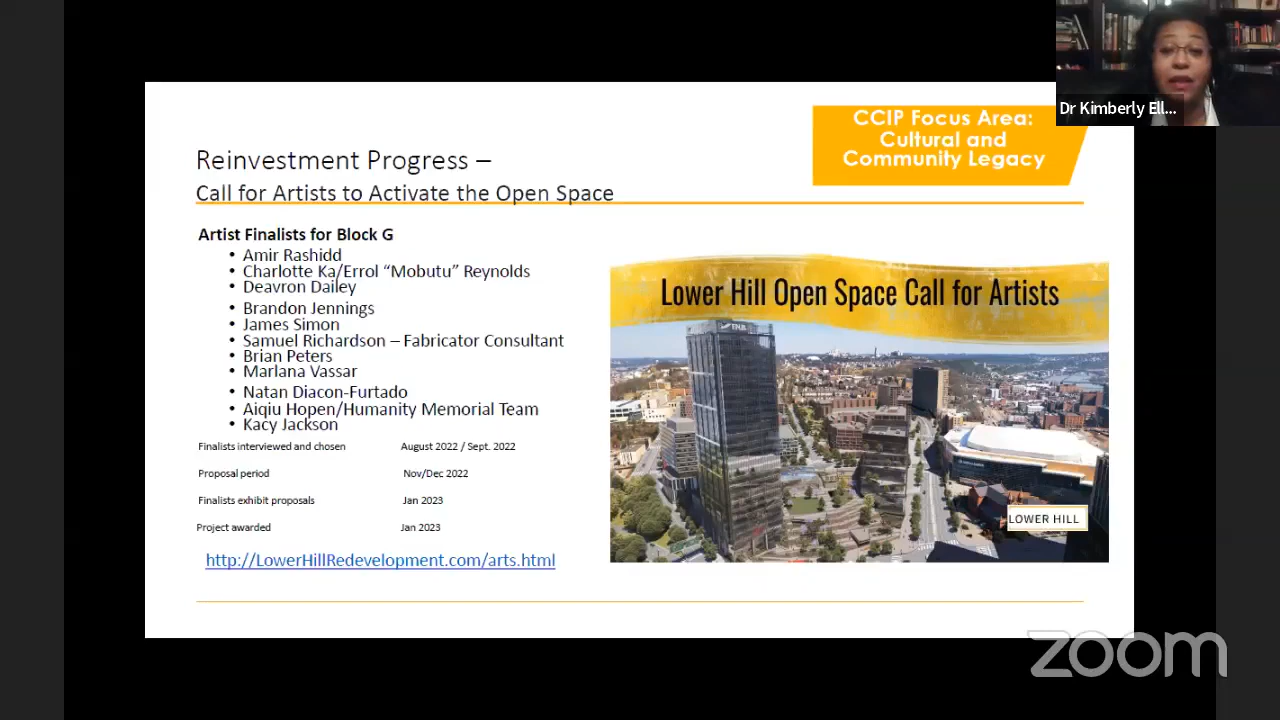 Dr Kimberly Ell...
CCIP Focus Area:
Cultural and
Community Legacy
Reinvestment Progress –
Call for Artists to Activate the Open Space
Artist Finalists for Block G
• Amir Rashidd
• Charlotte Ka/Errol “Mobutu” Reynolds
• Deavron Dailey
• Brandon Jennings
• James Simon
• Samuel Richardson – Fabricator Consultant
• Brian Peters
• Marlana Vassar
• Natan Diacon-Furtado
• Aiqiu Hopen/Humanity Memorial Team
• Kacy Jackson
Finalists interviewed and chosen August 2022 / Sept. 2022
Proposal period Nov/Dec 2022
Finalists exhibit proposals Jan 2023
Project awarded Jan 2023
http://LowerHillRedevelopment.com/arts.html
Lower Hill Open Space Call for Artists
FNB
LOWER HILL
zoom